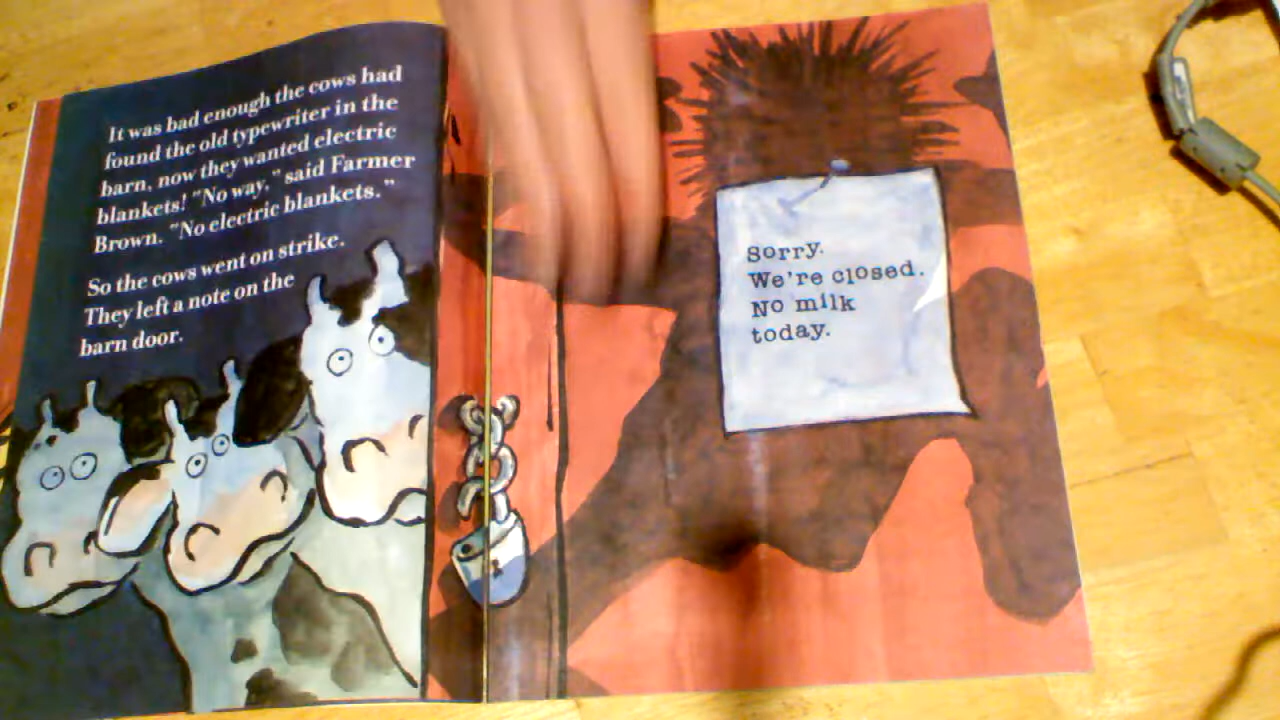 It was bad enough the cows had
found the old typewriter in the
barn, now they wanted electric
blankets! "No way," said Farmer
Brown. "No electric blankets."
So the cows went on strike.
They left a note on the
barn door.
Sorry.
We're closed.
No milk
today.